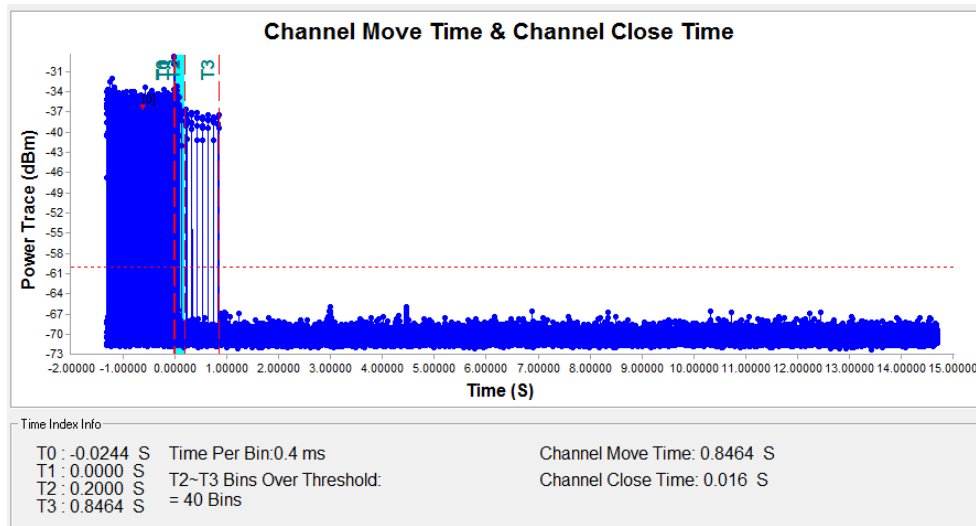 Channel Move Time & Channel Close Time
T3
Power Trace (dBm)
-31
-34
-37
-40
-43
-46
-49
-52
-55
-58
-61
-64
-67
-70
-73
-2.00000 -1.00000 0.00000 1.00000 2.00000 3.00000 4.00000 5.00000 6.00000 7.00000 8.00000 9.00000 10.00000 11.00000 12.00000 13.00000 14.00000 15.00000
Time (S)
Time Index Info
T0 : -0.0244 S
T1 : 0.0000 S
T2 : 0.2000 S
T3 : 0.8464 S
Time Per Bin:0.4 ms
T2~T3 Bins Over Threshold:
= 40 Bins
Channel Move Time: 0.8464 S
Channel Close Time: 0.016 S